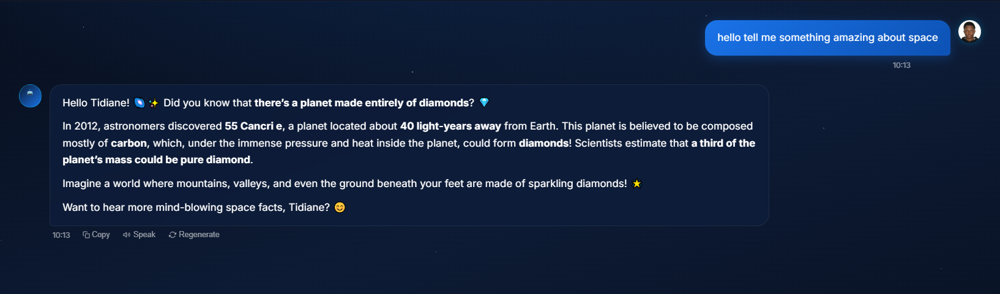 hello tell me something amazing about space
10:13
Hello Tidiane! 🌌✨ Did you know that there’s a planet made entirely of diamonds? 💎
In 2012, astronomers discovered 55 Cancri e, a planet located about 40 light-years away from Earth. This planet is believed to be composed
mostly of carbon, which, under the immense pressure and heat inside the planet, could form diamonds! Scientists estimate that a third of the
planet’s mass could be pure diamond.
Imagine a world where mountains, valleys, and even the ground beneath your feet are made of sparkling diamonds! 🌟
Want to hear more mind-blowing space facts, Tidiane? 😊
10:13 Copy Speak Regenerate